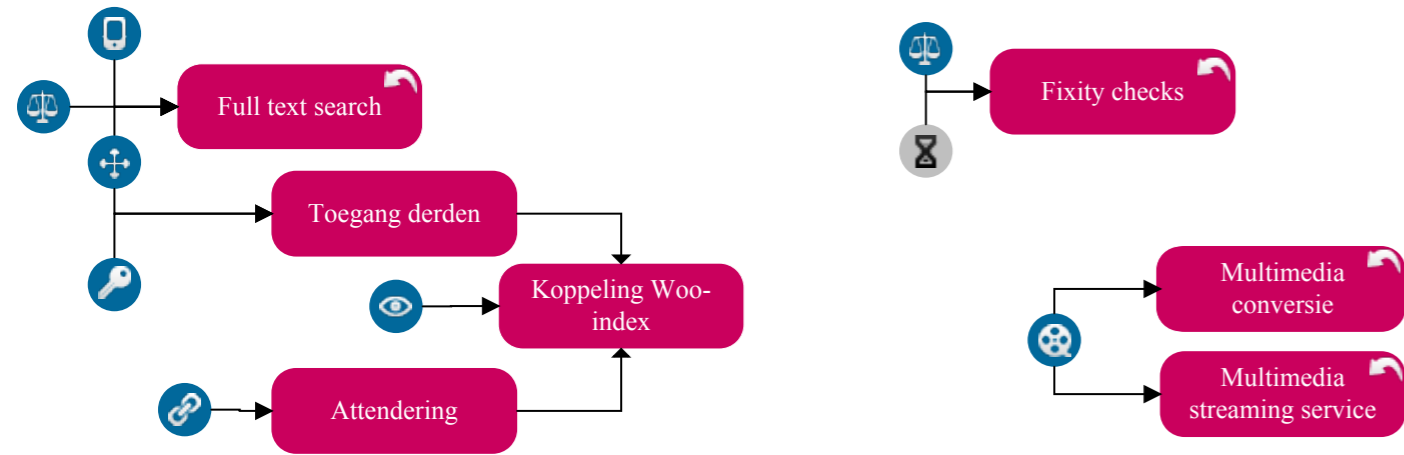 Full text search
Fixity checks
Toegang derden
Koppeling Woo-
index
Attendering
Multimedia
conversie
Multimedia
streaming service